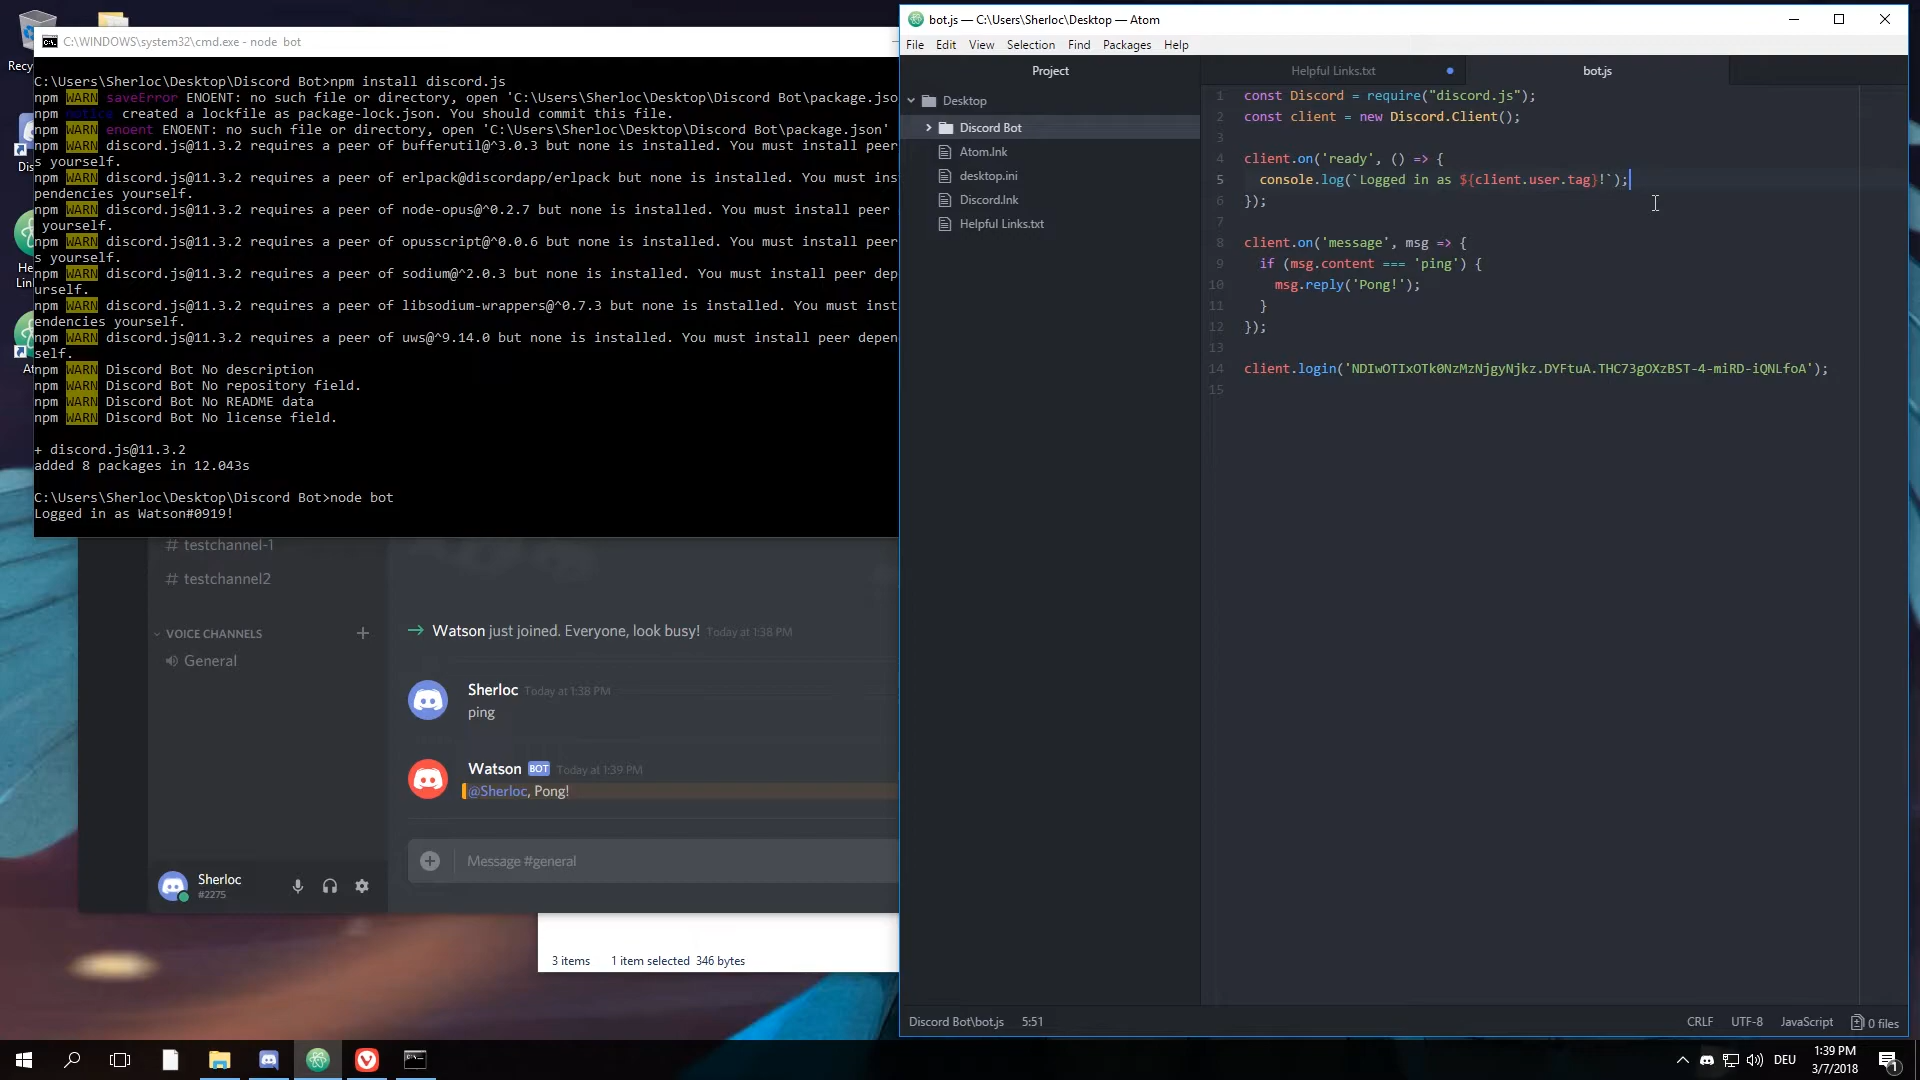 C:\WINDOWS\system32\cmd.exe - node bot
C:\Users\Sherloc\Desktop\Discord Bot>npm install discord.js
npm WARN saveError ENOENT: no such file or directory, open 'C:\Users\Sherloc\Desktop\Discord Bot\package.jso
npm notice created a lockfile as package-lock.json. You should commit this file.
npm WARN enoent ENOENT: no such file or directory, open 'C:\Users\Sherloc\Desktop\Discord Bot\package.json'
npm WARN discord.js@11.3.2 requires a peer of bufferutil@^3.0.3 but none is installed. You must install peer
s yourself.
npm WARN discord.js@11.3.2 requires a peer of erlpack@discordapp/erlpack but none is installed. You must ins
pendencies yourself.
npm WARN discord.js@11.3.2 requires a peer of node-opus@^0.2.7 but none is installed. You must install peer
yourself.
npm WARN discord.js@11.3.2 requires a peer of opusscript@^0.0.6 but none is installed. You must install peer
s yourself.
npm WARN discord.js@11.3.2 requires a peer of sodium@^2.0.3 but none is installed. You must install peer dep
urself.
npm WARN discord.js@11.3.2 requires a peer of libsodium-wrappers@^0.7.3 but none is installed. You must inst
endencies yourself.
npm WARN discord.js@11.3.2 requires a peer of uws@^9.14.0 but none is installed. You must install peer depen
self.
npm WARN Discord Bot No description
npm WARN Discord Bot No repository field.
npm WARN Discord Bot No README data
npm WARN Discord Bot No license field.
+ discord.js@11.3.2
added 8 packages in 12.043s
C:\Users\Sherloc\Desktop\Discord Bot>node bot
Logged in as Watson#0919!
Recy
Dis
He
Lin
At
# testchannel-1
# testchannel2
VOICE CHANNELS
General
Sherloc
#2275
Watson just joined. Everyone, look busy! Today at 1:38 PM
Sherloc Today at 1:38 PM
ping
Watson BOT Today at 1:39 PM
@Sherloc, Pong!
Message #general
3 items 1 item selected 346 bytes
bot.js — C:\Users\Sherloc\Desktop — Atom
File Edit View Selection Find Packages Help
Project
Desktop
Discord Bot
Atom.lnk
desktop.ini
Discord.lnk
Helpful Links.txt
Helpful Links.txt bot.js
1 const Discord = require("discord.js");
2 const client = new Discord.Client();
3
4 client.on('ready', () => {
5 console.log(`Logged in as ${client.user.tag}!`);
6 });
7
8 client.on('message', msg => {
9 if (msg.content === 'ping') {
10 msg.reply('Pong!');
11 }
12 });
13
14 client.login('NDIwOTIxOTk0NzMzNjgyNjkz.DYFtuA.THC73gOXzBST-4-miRD-iQNLfoA');
15
Discord Bot\bot.js 5:51
CRLF UTF-8 JavaScript 0 files
DEU
1:39 PM
3/7/2018
1